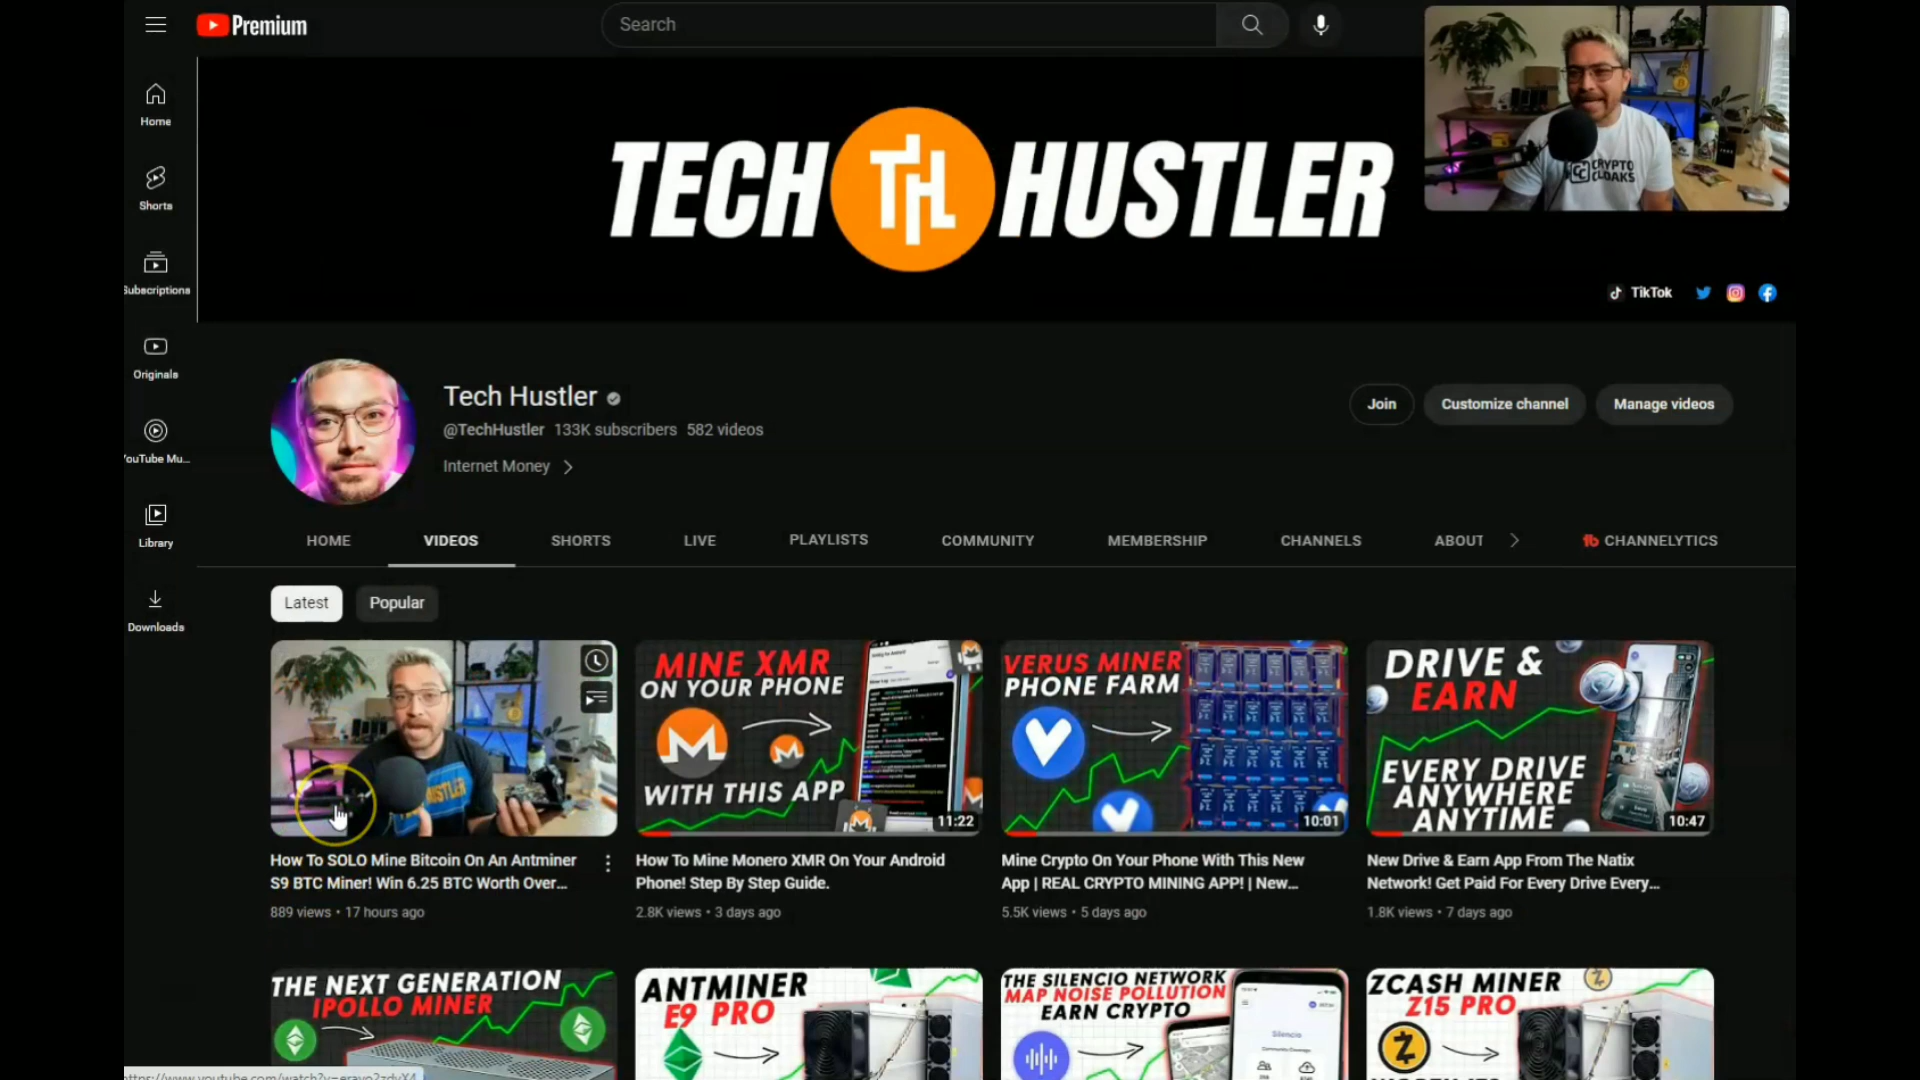 Premium
Search
CRYPTO
CLOAKS
Home
Shorts
Subscriptions
Originals
YouTube Mu...
Library
Downloads
TECH TH HUSTLER
TikTok
Tech Hustler
@TechHustler 133K subscribers 582 videos
Internet Money
Join
Customize channel
Manage videos
HOME
VIDEOS
SHORTS
LIVE
PLAYLISTS
COMMUNITY
MEMBERSHIP
CHANNELS
ABOUT
CHANNELYTICS
Latest
Popular
HUSTLER
How To SOLO Mine Bitcoin On An Antminer
S9 BTC Miner! Win 6.25 BTC Worth Over...
889 views • 17 hours ago
MINE XMR
ON YOUR PHONE
WITH THIS APP
11:22
How To Mine Monero XMR On Your Android
Phone! Step By Step Guide.
2.8K views • 3 days ago
VERUS MINER
PHONE FARM
10:01
Mine Crypto On Your Phone With This New
App | REAL CRYPTO MINING APP! | New...
5.5K views • 5 days ago
DRIVE &
EARN
EVERY DRIVE
ANYWHERE
ANYTIME
10:47
New Drive & Earn App From The Natix
Network! Get Paid For Every Drive Every...
1.8K views • 7 days ago
THE NEXT GENERATION
IPOLLO MINER
ANTMINER
E9 PRO
THE SILENCIO NETWORK
MAP NOISE POLLUTION
EARN CRYPTO
Silencio
ZCASH MINER
Z15 PRO